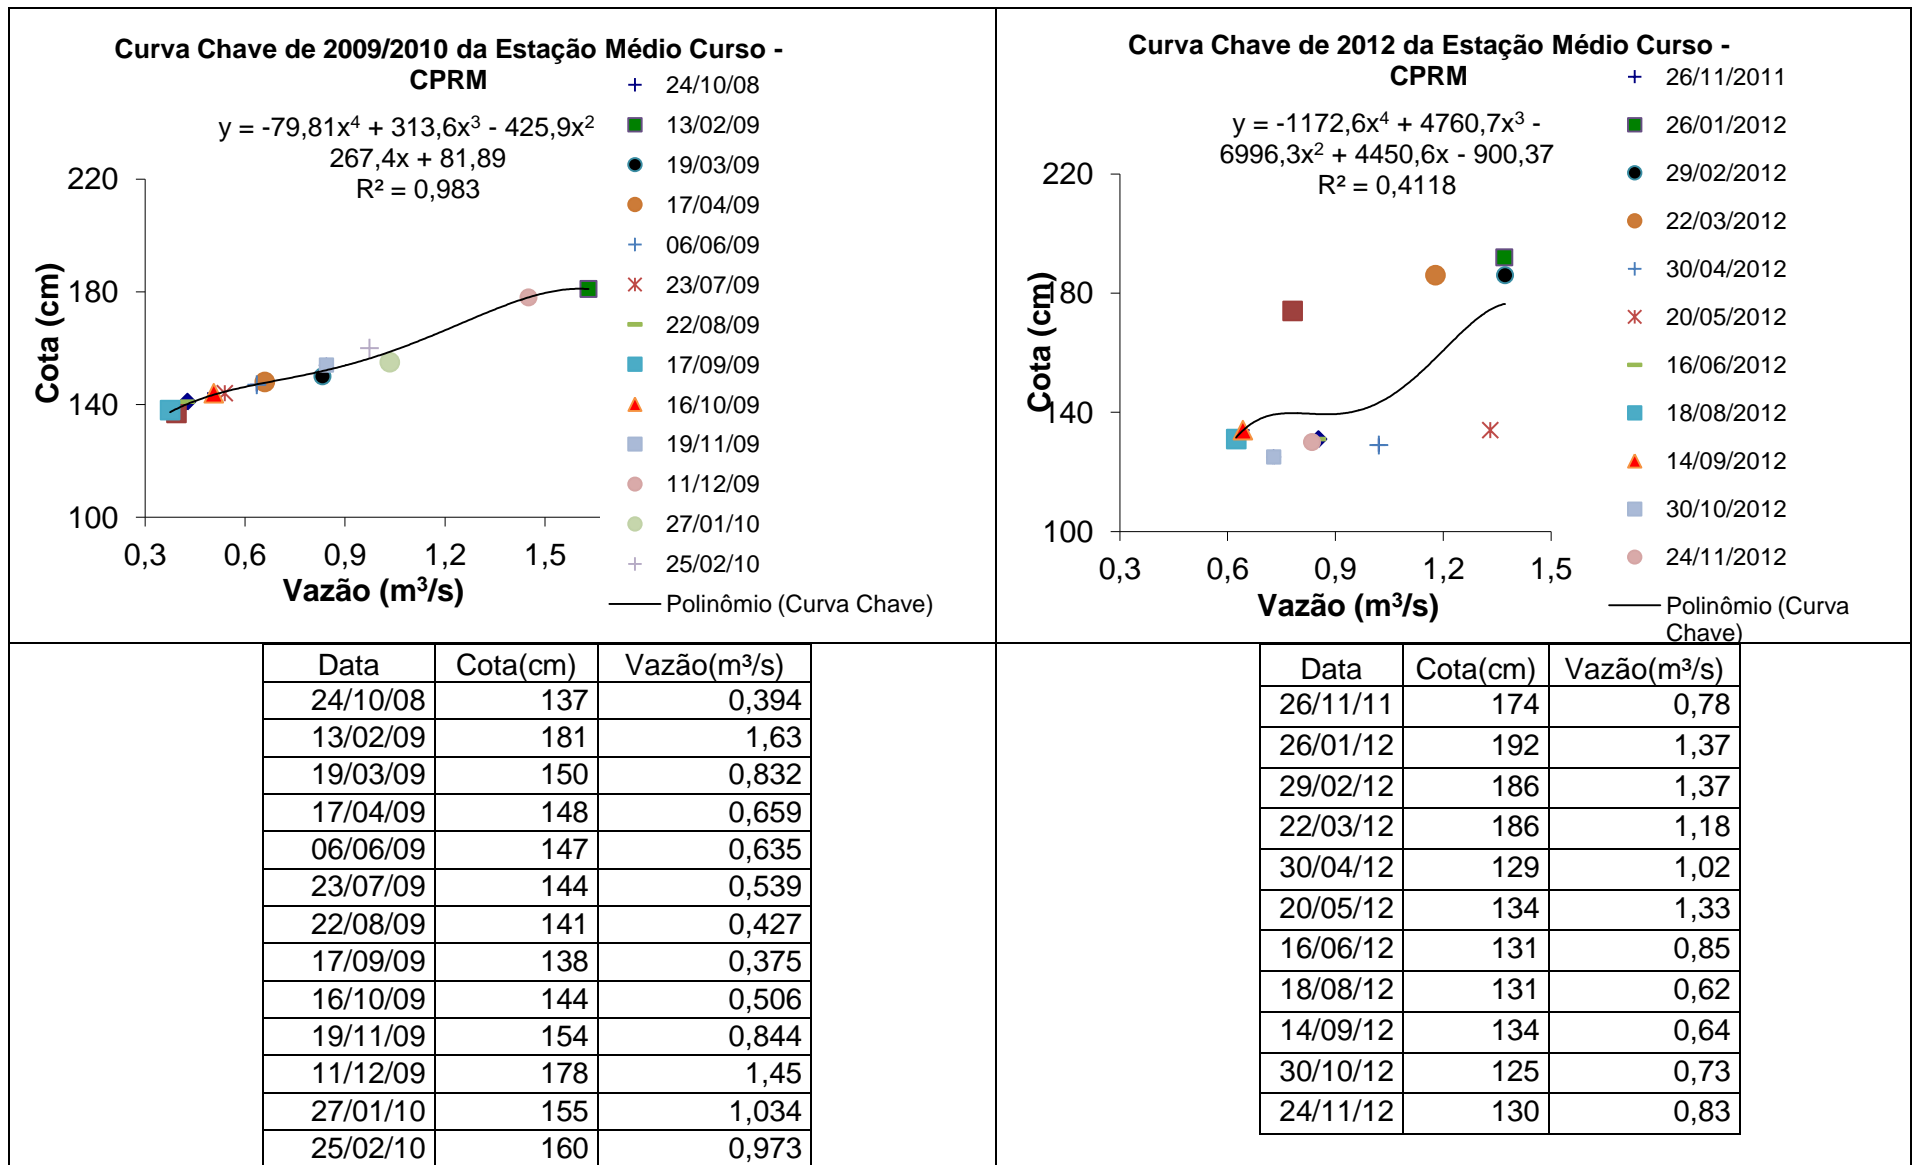 Curva Chave de 2009/2010 da Estação Médio Curso -
CPRM
y = -79,81x⁴ + 313,6x³ - 425,9x²
267,4x + 81,89
R² = 0,983
220
180
140
100
0,3 0,6 0,9 1,2 1,5
Cota (cm)
Vazão (m³/s)
24/10/08
13/02/09
19/03/09
17/04/09
06/06/09
23/07/09
22/08/09
17/09/09
16/10/09
19/11/09
11/12/09
27/01/10
25/02/10
Polinômio (Curva Chave)
Curva Chave de 2012 da Estação Médio Curso -
CPRM
y = -1172,6x⁴ + 4760,7x³ -
6996,3x² + 4450,6x - 900,37
R² = 0,4118
220
180
140
100
0,3 0,6 0,9 1,2 1,5
Cota (cm)
Vazão (m³/s)
26/11/2011
26/01/2012
29/02/2012
22/03/2012
30/04/2012
20/05/2012
16/06/2012
18/08/2012
14/09/2012
30/10/2012
24/11/2012
Polinômio (Curva
Chave)
Data Cota(cm) Vazão(m³/s)
24/10/08 137 0,394
13/02/09 181 1,63
19/03/09 150 0,832
17/04/09 148 0,659
06/06/09 147 0,635
23/07/09 144 0,539
22/08/09 141 0,427
17/09/09 138 0,375
16/10/09 144 0,506
19/11/09 154 0,844
11/12/09 178 1,45
27/01/10 155 1,034
25/02/10 160 0,973
Data Cota(cm) Vazão(m³/s)
26/11/11 174 0,78
26/01/12 192 1,37
29/02/12 186 1,37
22/03/12 186 1,18
30/04/12 129 1,02
20/05/12 134 1,33
16/06/12 131 0,85
18/08/12 131 0,62
14/09/12 134 0,64
30/10/12 125 0,73
24/11/12 130 0,83